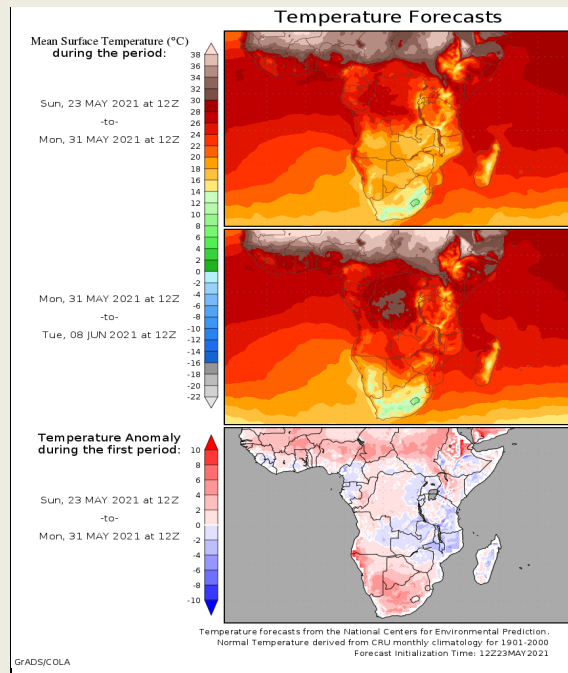 Temperature Forecasts
Mean Surface Temperature (°C)
during the period:
Sun, 23 MAY 2021 at 12Z
-to-
Mon, 31 MAY 2021 at 12Z
38
36
34
32
30
28
26
24
22
20
18
16
14
12
10
8
6
4
2
0
-2
-4
-6
-8
-10
-12
-14
-16
-18
-20
-22
Mon, 31 MAY 2021 at 12Z
-to-
Tue, 08 JUN 2021 at 12Z
Temperature Anomaly
during the first period:
Sun, 23 MAY 2021 at 12Z
-to-
Mon, 31 MAY 2021 at 12Z
10
8
6
4
2
0
-2
-4
-6
-8
-10
Temperature forecasts from the National Centers for Environmental Prediction.
Normal Temperature derived from CRU monthly climatology for 1901-2000
Forecast Initialization Time: 12Z23MAY2021
GrADS/COLA